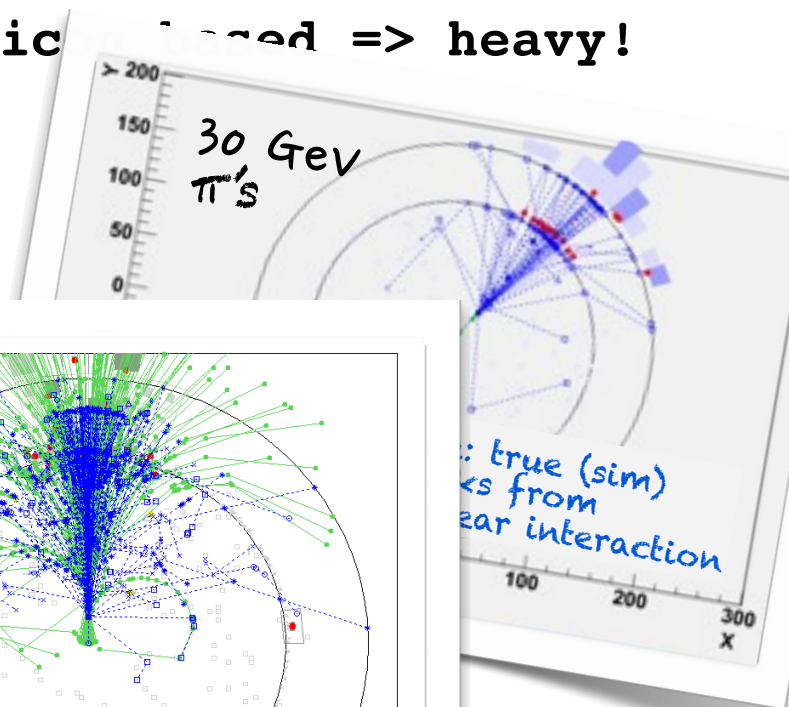 => heavy!
Y 200
150
100
50
0
30 GeV
π's
: true (sim)
from
interaction
100
200
300
X